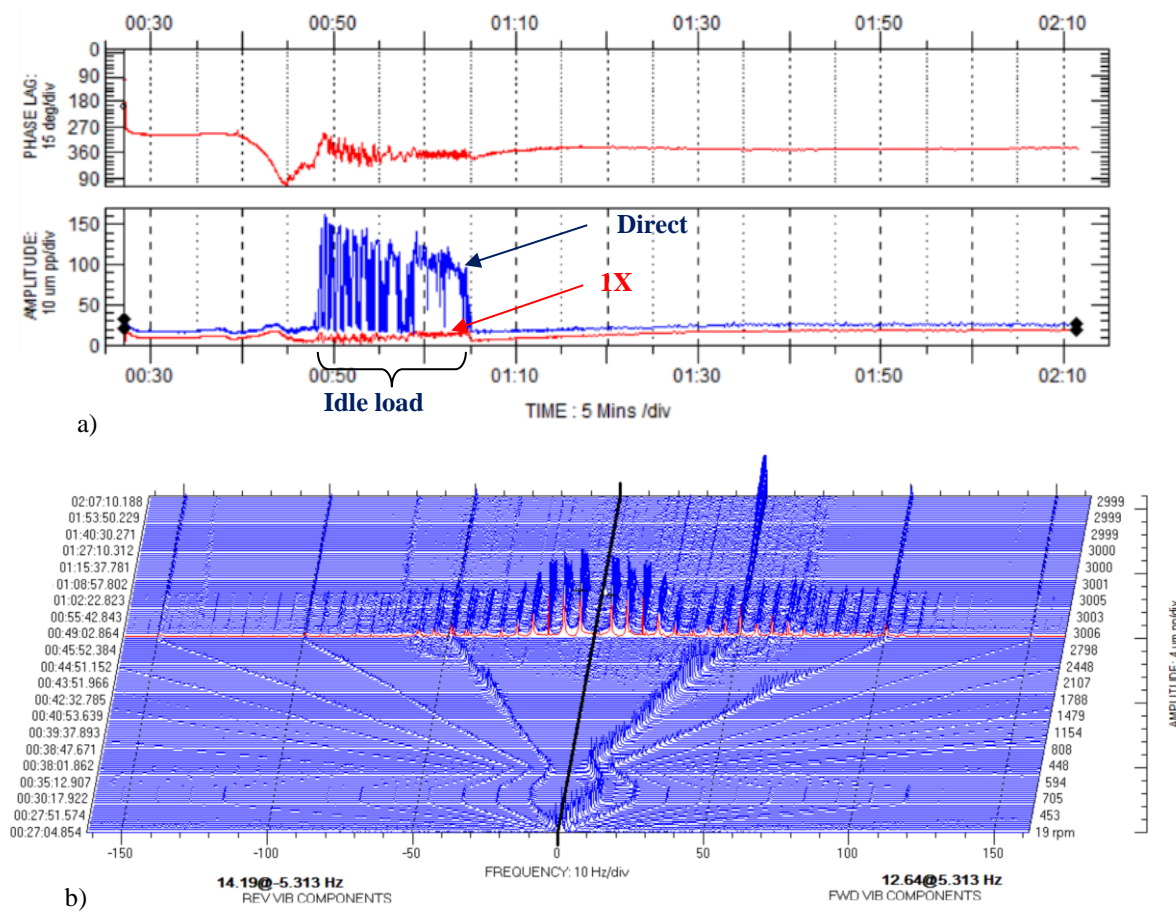 00:30 00:50 01:10 01:30 01:50 02:10
PHASE LAG:
15 deg/div
0
90
180
270
360
90
AMPLITUDE:
10 um pp/div
150
100
50
0
Direct
1X
00:30 00:50 01:10 01:30 01:50 02:10
Idle load
TIME : 5 Mins /div
a)
02:07:10.188
01:53:50.229
01:40:30.271
01:27:10.312
01:15:37.781
01:08:57.802
01:02:22.823
00:55:42.843
00:49:02.864
00:45:52.384
00:44:51.152
00:43:51.966
00:42:32.785
00:40:53.639
00:39:37.893
00:38:47.671
00:38:01.862
00:35:12.907
00:30:17.922
00:27:51.574
00:27:04.854
2999
2999
2999
3000
3000
3001
3005
3003
3006
2798
2448
2107
1788
1479
1154
808
448
594
705
453
19 rpm
AMPLITUDE: 4 um pp/div
-150 -100 -50 0 50 100 150
FREQUENCY: 10 Hz/div
14.19@-5.313 Hz
REV VIB COMPONENTS
12.64@5.313 Hz
FWD VIB COMPONENTS
b)